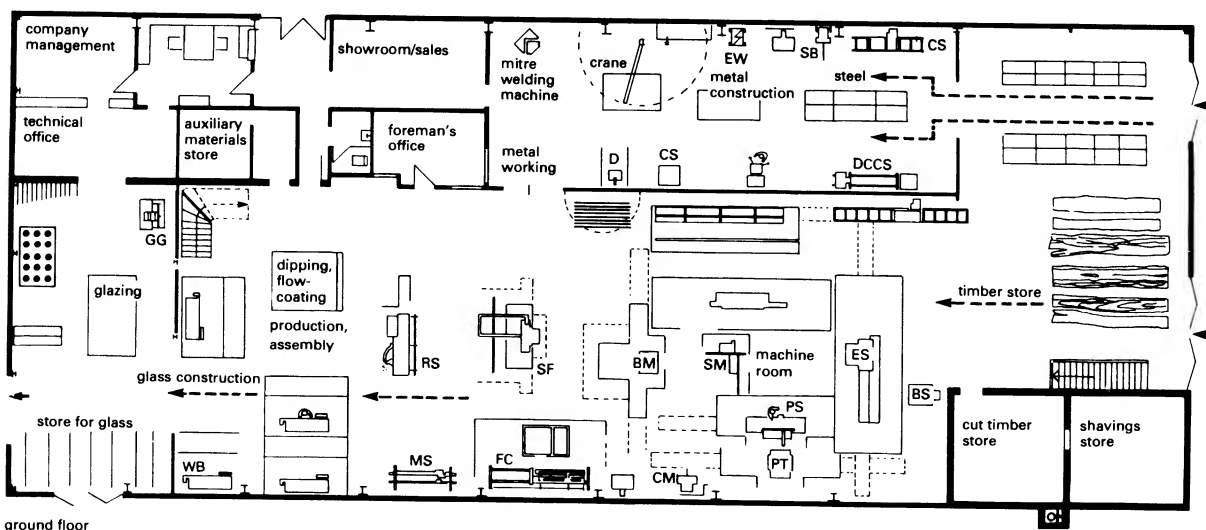 company
management
showroom/sales
mitre
welding
machine
crane
EW
SB
CS
metal
construction
steel
technical
office
auxiliary
materials
store
foreman's
office
metal
working
D
CS
DCCS
GG
glazing
dipping,
flow-
coating
production,
assembly
RS
SF
BM
SM
machine
room
ES
BS
timber store
glass construction
PS
store for glass
WB
MS
FC
CM
PT
cut timber
store
shavings
store
ground floor